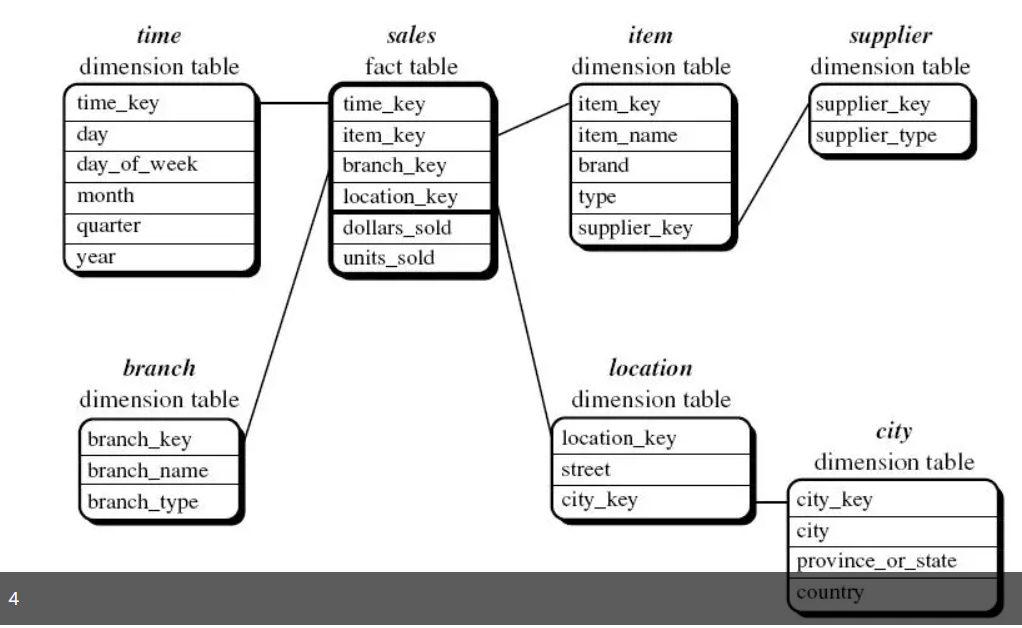 time
dimension table
time_key
day
day_of_week
month
quarter
year
sales
fact table
time_key
item_key
branch_key
location_key
dollars_sold
units_sold
item
dimension table
item_key
item_name
brand
type
supplier_key
supplier
dimension table
supplier_key
supplier_type
branch
dimension table
branch_key
branch_name
branch_type
location
dimension table
location_key
street
city_key
city
dimension table
city_key
city
province_or_state
country
4